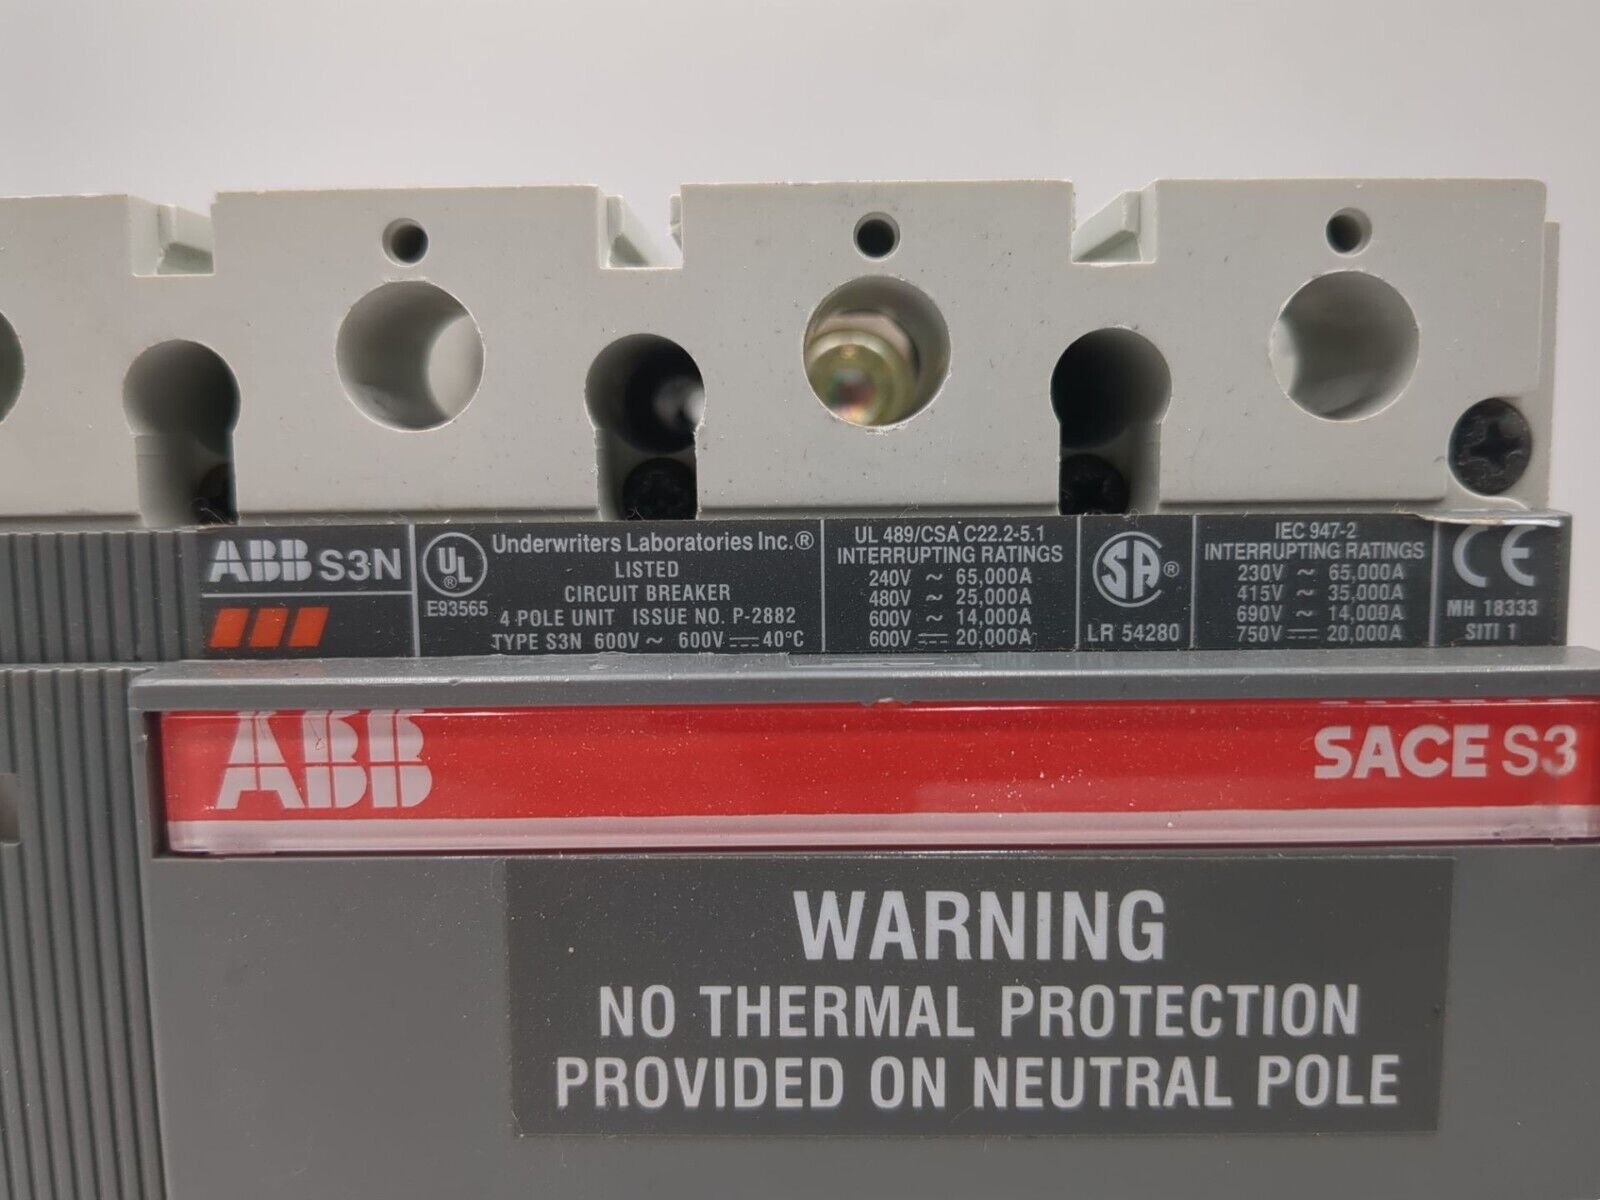 ABB S3N
UL
®
E93565
Underwriters Laboratories Inc.®
LISTED
CIRCUIT BREAKER
4 POLE UNIT ISSUE NO. P-2882
TYPE S3N 600V ~ 600V ⎓ 40°C
UL 489/CSA C22.2-5.1
INTERRUPTING RATINGS
240V ~ 65,000A
480V ~ 25,000A
600V ~ 14,000A
600V ⎓ 20,000A
SA®
LR 54280
IEC 947-2
INTERRUPTING RATINGS
230V ~ 65,000A
415V ~ 35,000A
690V ~ 14,000A
750V ⎓ 20,000A
CE
MH 18333
SITI 1
ABB
SACE S3
WARNING
NO THERMAL PROTECTION
PROVIDED ON NEUTRAL POLE